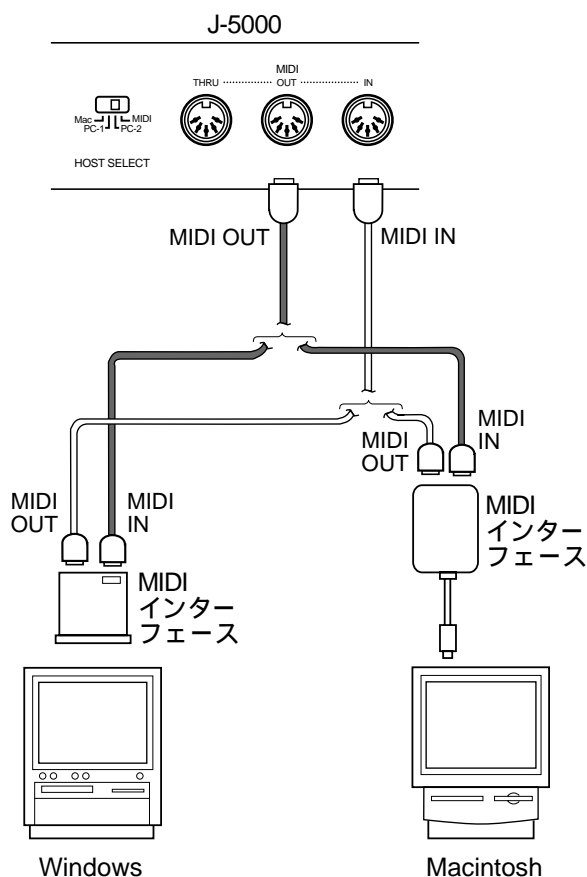 J-5000
MIDI
THRU OUT IN
Mac MIDI
PC-1 PC-2
HOST SELECT
MIDI OUT
MIDI IN
MIDI
OUT
MIDI
IN
MIDI
OUT
MIDI
IN
MIDI
インター
フェース
MIDI
インター
フェース
Windows
Macintosh